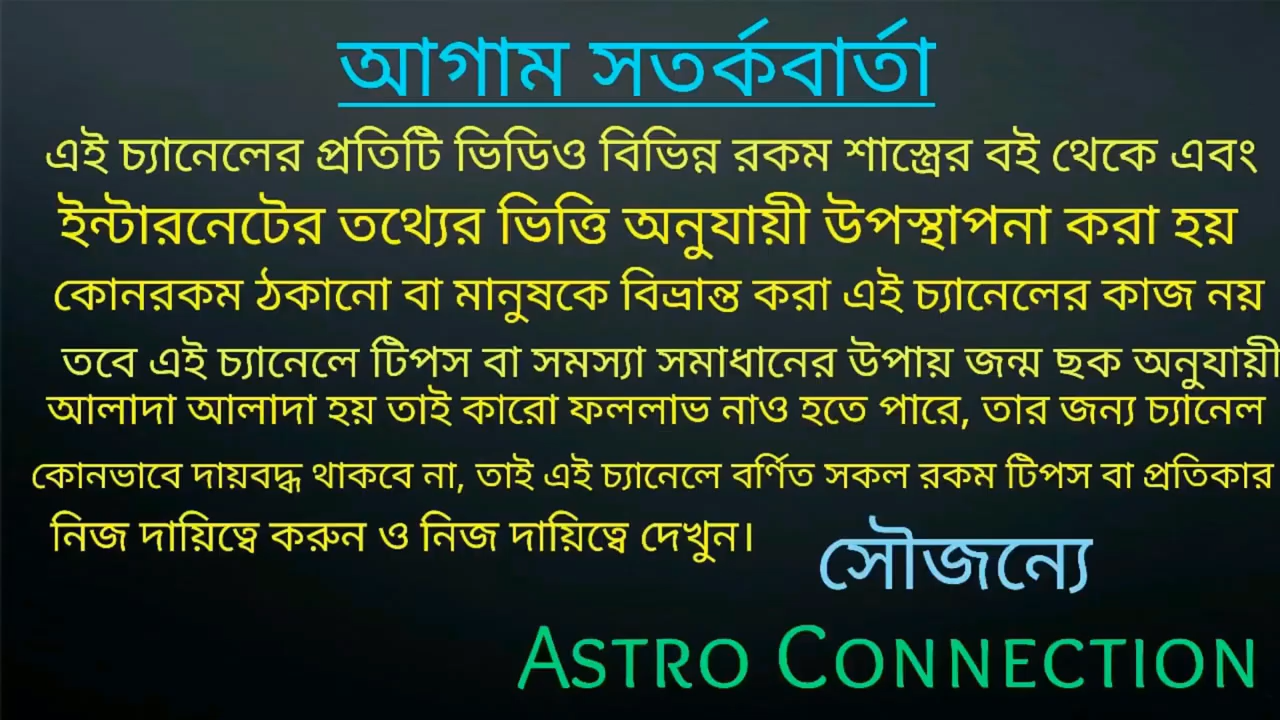 আগাম সতর্কবার্তা
এই চ্যানেলের প্রতিটি ভিডিও বিভিন্ন রকম শাস্ত্রের বই থেকে এবং
ইন্টারনেটের তথ্যের ভিত্তি অনুযায়ী উপস্থাপনা করা হয়
কোনরকম ঠকানো বা মানুষকে বিভ্রান্ত করা এই চ্যানেলের কাজ নয়
তবে এই চ্যানেলে টিপস বা সমস্যা সমাধানের উপায় জন্ম ছক অনুযায়ী
আলাদা আলাদা হয় তাই কারো ফললাভ নাও হতে পারে, তার জন্য চ্যানেল
কোনভাবে দায়বদ্ধ থাকবে না, তাই এই চ্যানেলে বর্ণিত সকল রকম টিপস বা প্রতিকার
নিজ দায়িত্বে করুন ও নিজ দায়িত্বে দেখুন।
সৌজন্যে
ASTRO CONNECTION